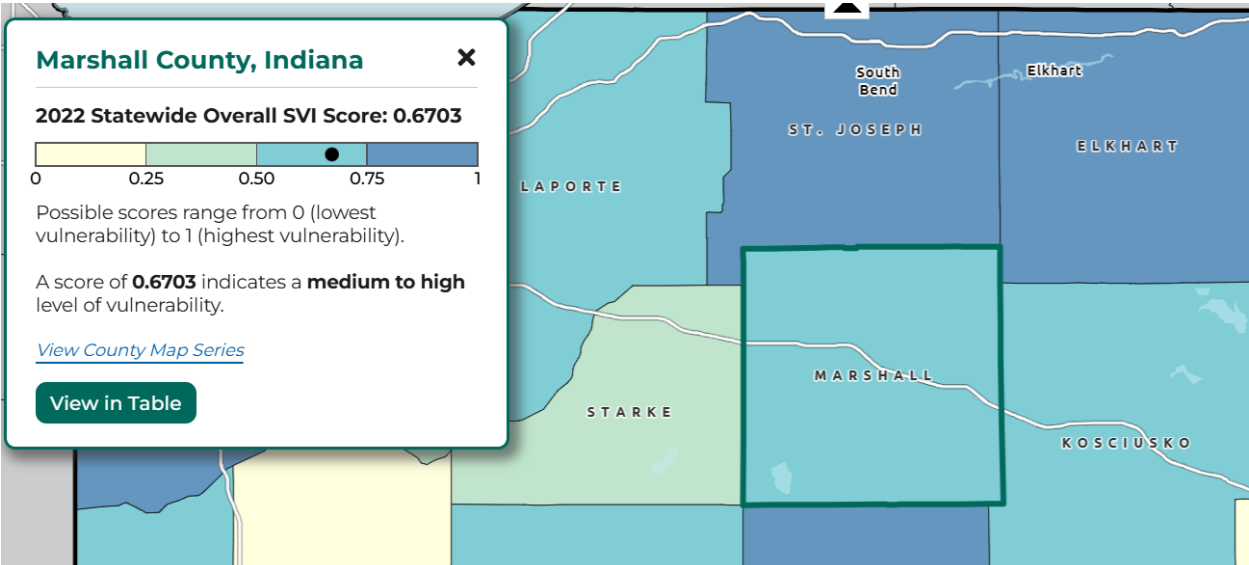 Marshall County, Indiana
2022 Statewide Overall SVI Score: 0.6703
0 0.25 0.50 0.75 1
Possible scores range from 0 (lowest
vulnerability) to 1 (highest vulnerability).
A score of 0.6703 indicates a medium to high
level of vulnerability.
View County Map Series
View in Table
South
Bend
Elkhart
ST. JOSEPH
ELKHART
LAPORTE
MARSHALL
STARKE
KOSCIUSKO